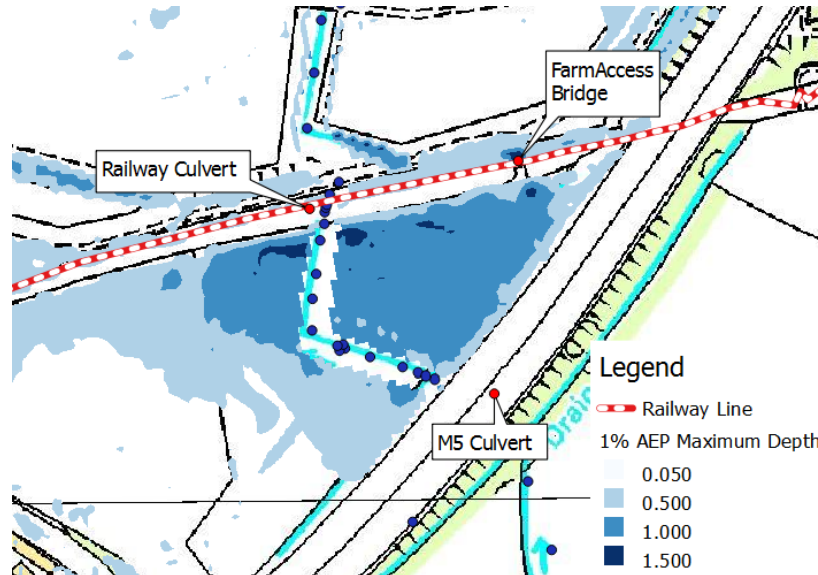 FarmAccess
Bridge
Railway Culvert
M5 Culvert
Drain
Legend
Railway Line
1% AEP Maximum Depth
0.050
0.500
1.000
1.500